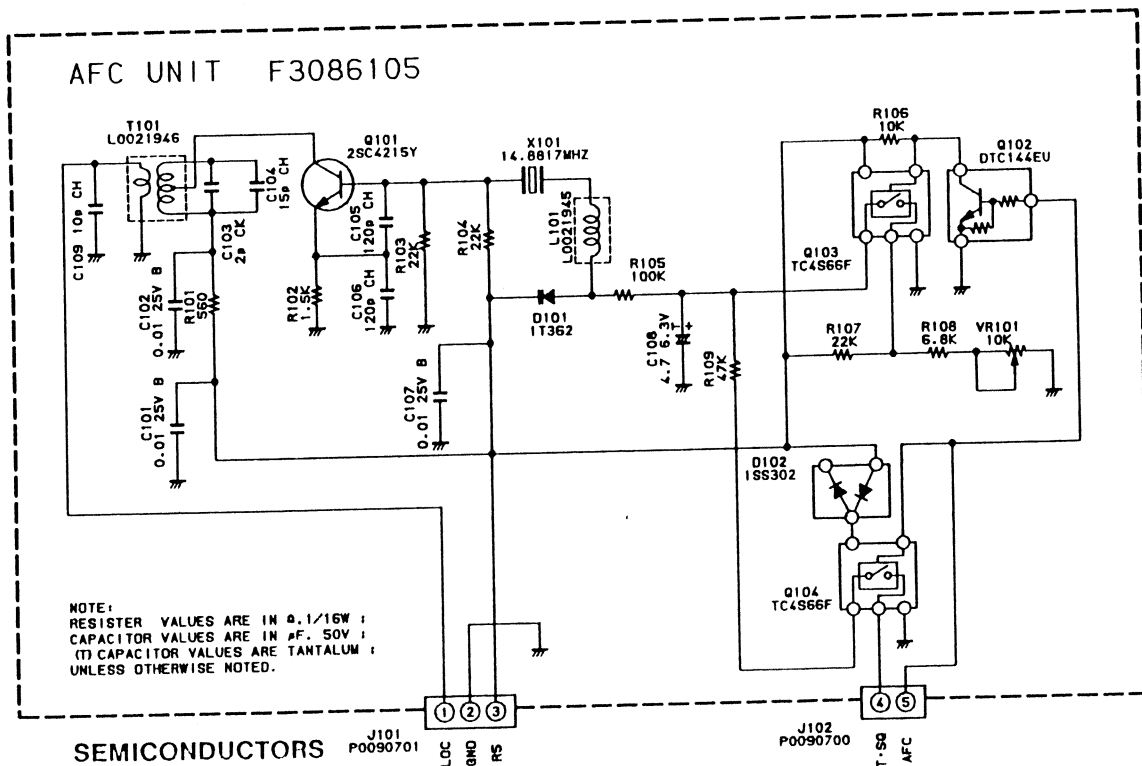 AFC UNIT F3086105
T101
L0021946
Q101
2SC4215Y
X101
14.8817MHZ
R106
10K
Q102
DTC144EU
C109 10p CH
C104
15p CH
C103
2p CK
C105
120p CH
R103
22K
R104
22K
L101
L0021945
Q103
TC4S66F
R105
100K
C102
0.01 25V B
R101
560
R102
1.5K
C106
120p CH
D101
1T362
C108
4.7 6.3V
T
+
R109
47K
R107
22K
R108
6.8K
VR101
10K
C101
0.01 25V B
C107
0.01 25V B
D102
1SS302
Q104
TC4S66F
NOTE:
RESISTER VALUES ARE IN Ω.1/16W ;
CAPACITOR VALUES ARE IN µF. 50V ;
(T) CAPACITOR VALUES ARE TANTALUM ;
UNLESS OTHERWISE NOTED.
1 2 3
4 5
SEMICONDUCTORS
J101
P0090701
LOC
GND
R5
J102
P0090700
T·SQ
AFC